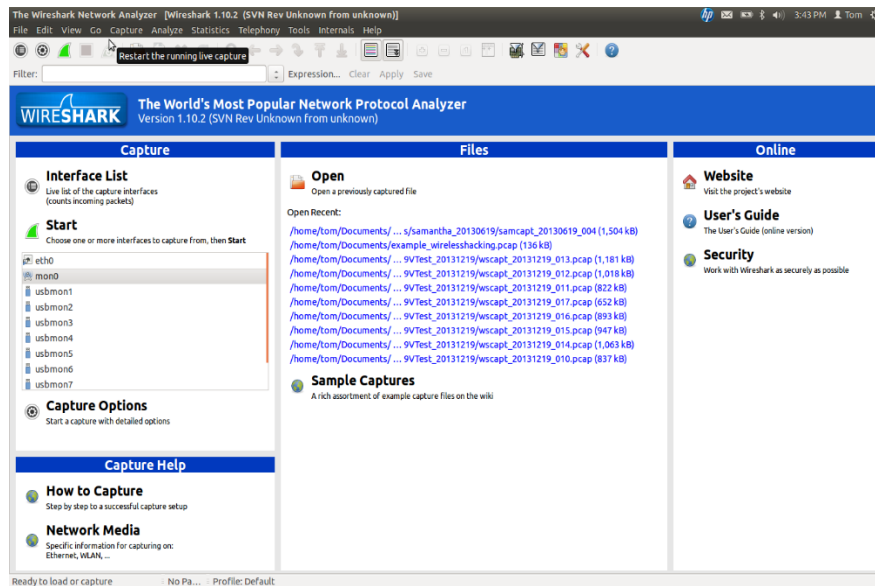 The Wireshark Network Analyzer [Wireshark 1.10.2 (SVN Rev Unknown from unknown)]
3:43 PM Tom
File Edit View Go Capture Analyze Statistics Telephony Tools Internals Help
Restart the running live capture
Filter: Expression... Clear Apply Save
WIRESHARK
The World's Most Popular Network Protocol Analyzer
Version 1.10.2 (SVN Rev Unknown from unknown)
Capture
Interface List
Live list of the capture interfaces
(counts incoming packets)
Start
Choose one or more interfaces to capture from, then Start
eth0
mon0
usbmon1
usbmon2
usbmon3
usbmon4
usbmon5
usbmon6
usbmon7
Capture Options
Start a capture with detailed options
Capture Help
How to Capture
Step by step to a successful capture setup
Network Media
Specific information for capturing on:
Ethernet, WLAN, ...
Files
Open
Open a previously captured file
Open Recent:
/home/tom/Documents/ ... s/samantha_20130619/samcapt_20130619_004 (1,504 kB)
/home/tom/Documents/example_wirelesshacking.pcap (136 kB)
/home/tom/Documents/ ... 9VTest_20131219/wscapt_20131219_013.pcap (1,181 kB)
/home/tom/Documents/ ... 9VTest_20131219/wscapt_20131219_012.pcap (1,018 kB)
/home/tom/Documents/ ... 9VTest_20131219/wscapt_20131219_011.pcap (822 kB)
/home/tom/Documents/ ... 9VTest_20131219/wscapt_20131219_017.pcap (652 kB)
/home/tom/Documents/ ... 9VTest_20131219/wscapt_20131219_016.pcap (893 kB)
/home/tom/Documents/ ... 9VTest_20131219/wscapt_20131219_015.pcap (947 kB)
/home/tom/Documents/ ... 9VTest_20131219/wscapt_20131219_014.pcap (1,063 kB)
/home/tom/Documents/ ... 9VTest_20131219/wscapt_20131219_010.pcap (837 kB)
Sample Captures
A rich assortment of example capture files on the wiki
Online
Website
Visit the project's website
User's Guide
The User's Guide (online version)
Security
Work with Wireshark as securely as possible
Ready to load or capture No Pa... Profile: Default